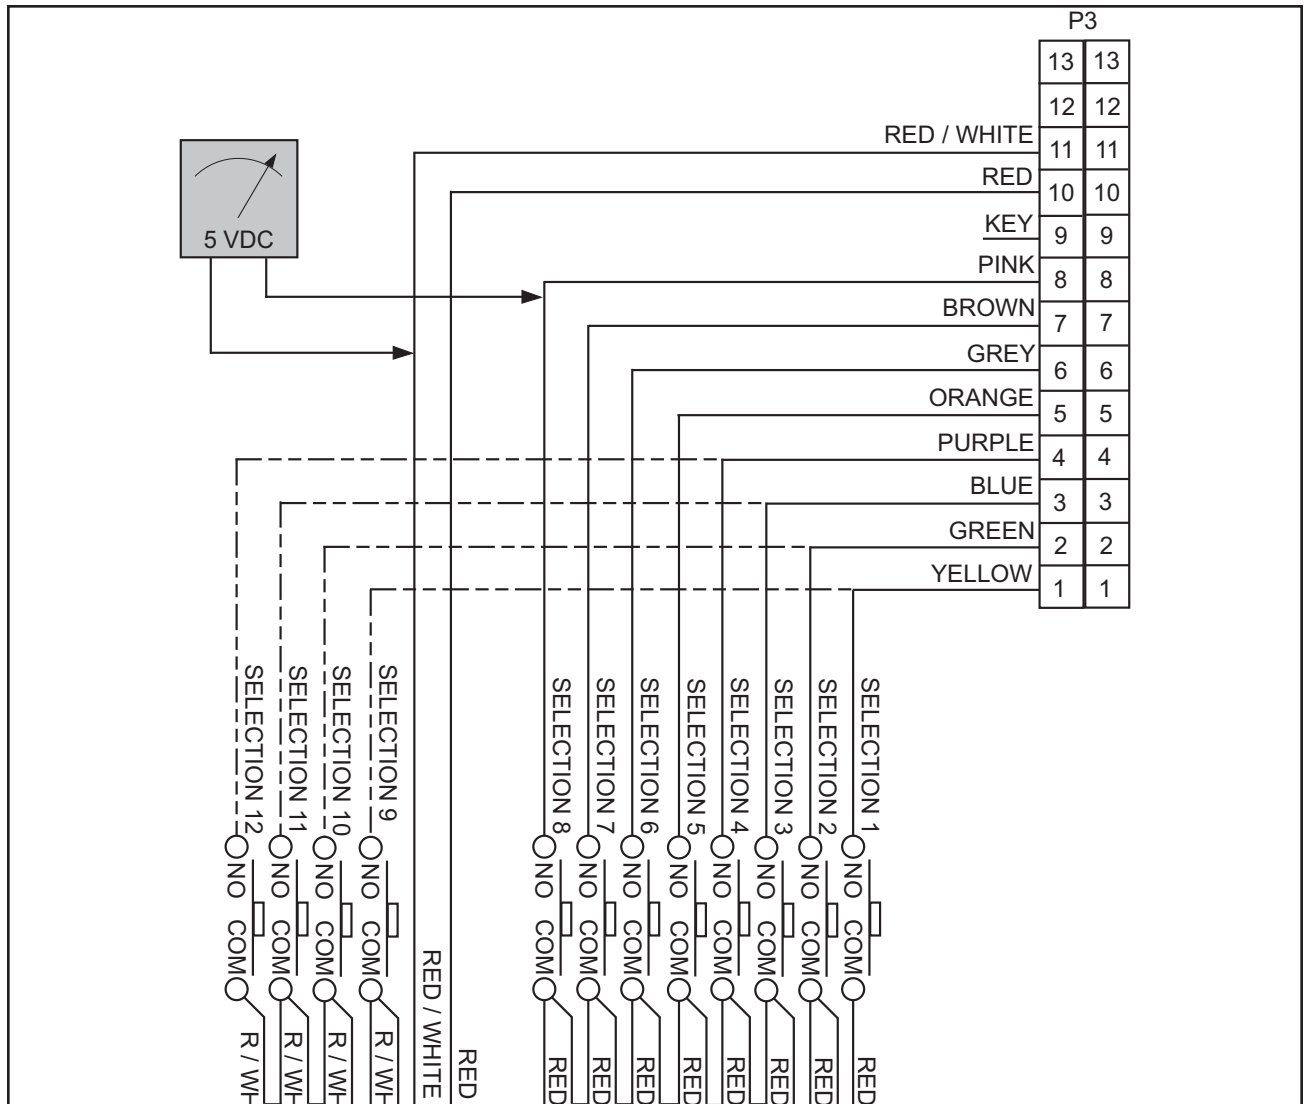 P3
13 13
12 12
RED / WHITE 11 11
RED 10 10
KEY 9 9
PINK 8 8
BROWN 7 7
GREY 6 6
ORANGE 5 5
PURPLE 4 4
BLUE 3 3
GREEN 2 2
YELLOW 1 1
5 VDC
SELECTION 12
SELECTION 11
SELECTION 10
SELECTION 9
SELECTION 8
SELECTION 7
SELECTION 6
SELECTION 5
SELECTION 4
SELECTION 3
SELECTION 2
SELECTION 1
NO COM
NO COM
NO COM
NO COM
NO COM
NO COM
NO COM
NO COM
NO COM
NO COM
NO COM
NO COM
R / WH
R / WH
R / WH
R / WH
RED / WHITE
RED
RED
RED
RED
RED
RED
RED
RED
RED